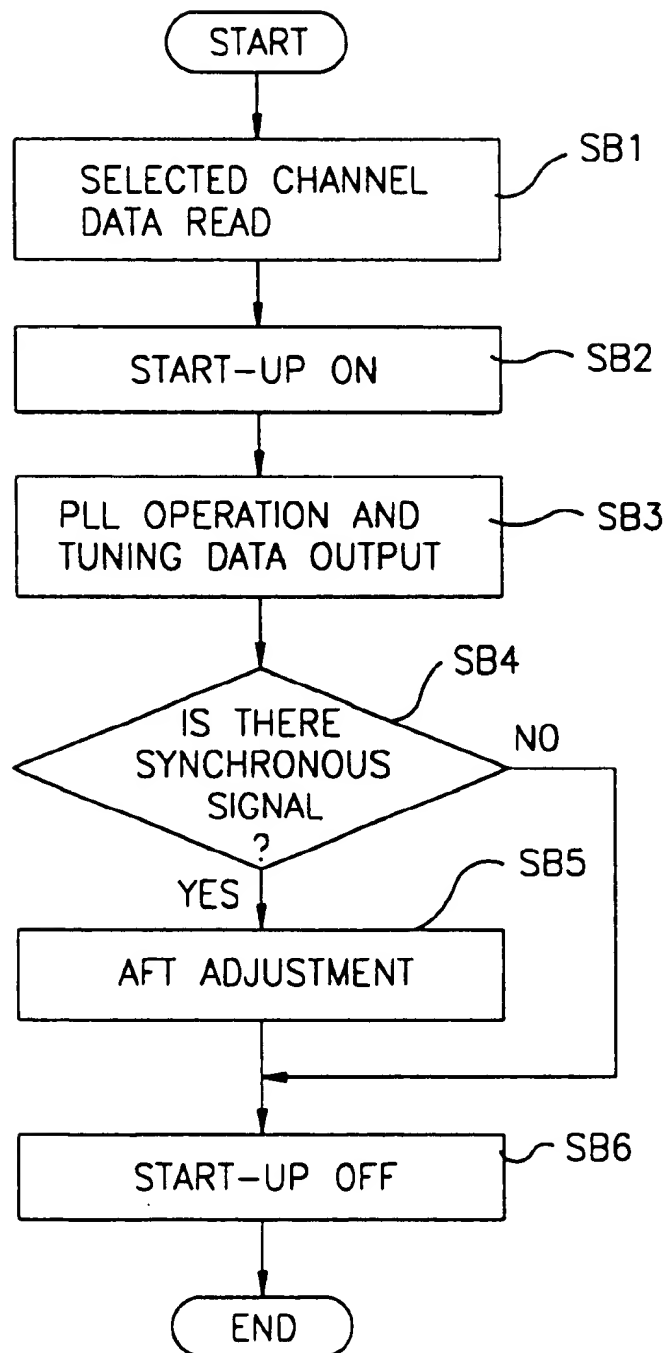 START
SB1
SELECTED CHANNEL
DATA READ
START-UP ON
SB2
PLL OPERATION AND
TUNING DATA OUTPUT
SB3
SB4
IS THERE
SYNCHRONOUS
SIGNAL
?
NO
YES
SB5
AFT ADJUSTMENT
START-UP OFF
SB6
END